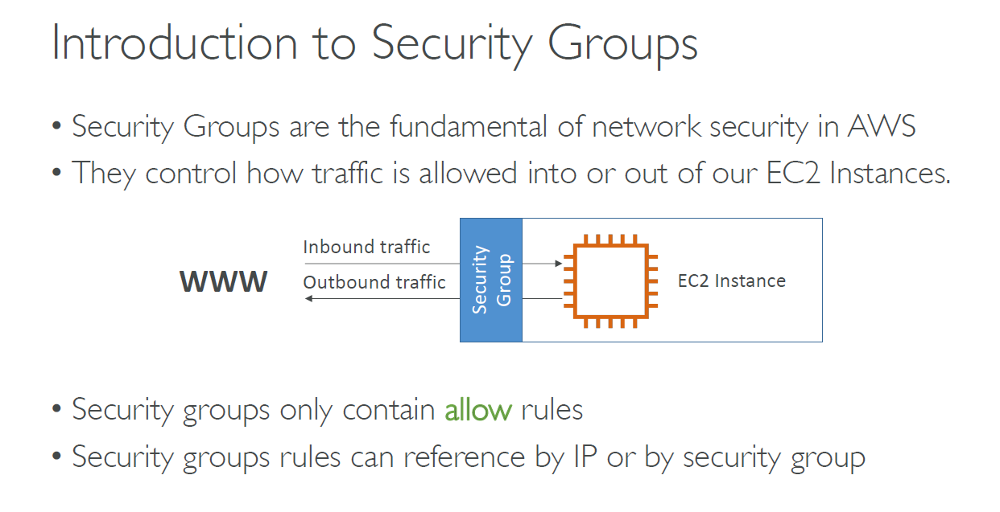 Introduction to Security Groups
• Security Groups are the fundamental of network security in AWS
• They control how traffic is allowed into or out of our EC2 Instances.
WWW
Inbound traffic
Outbound traffic
Security
Group
EC2 Instance
• Security groups only contain allow rules
• Security groups rules can reference by IP or by security group